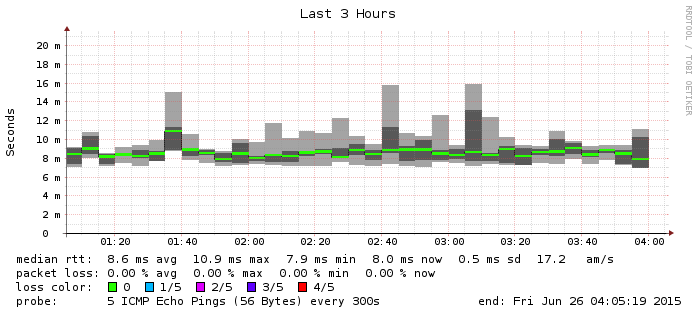 Last 3 Hours
RRDTOOL / TOBI OETIKER
Seconds
20 m
18 m
16 m
14 m
12 m
10 m
8 m
6 m
4 m
2 m
0
01:20 01:40 02:00 02:20 02:40 03:00 03:20 03:40 04:00
median rtt: 8.6 ms avg 10.9 ms max 7.9 ms min 8.0 ms now 0.5 ms sd 17.2 am/s
packet loss: 0.00 % avg 0.00 % max 0.00 % min 0.00 % now
loss color: 0 1/5 2/5 3/5 4/5
probe: 5 ICMP Echo Pings (56 Bytes) every 300s end: Fri Jun 26 04:05:19 2015